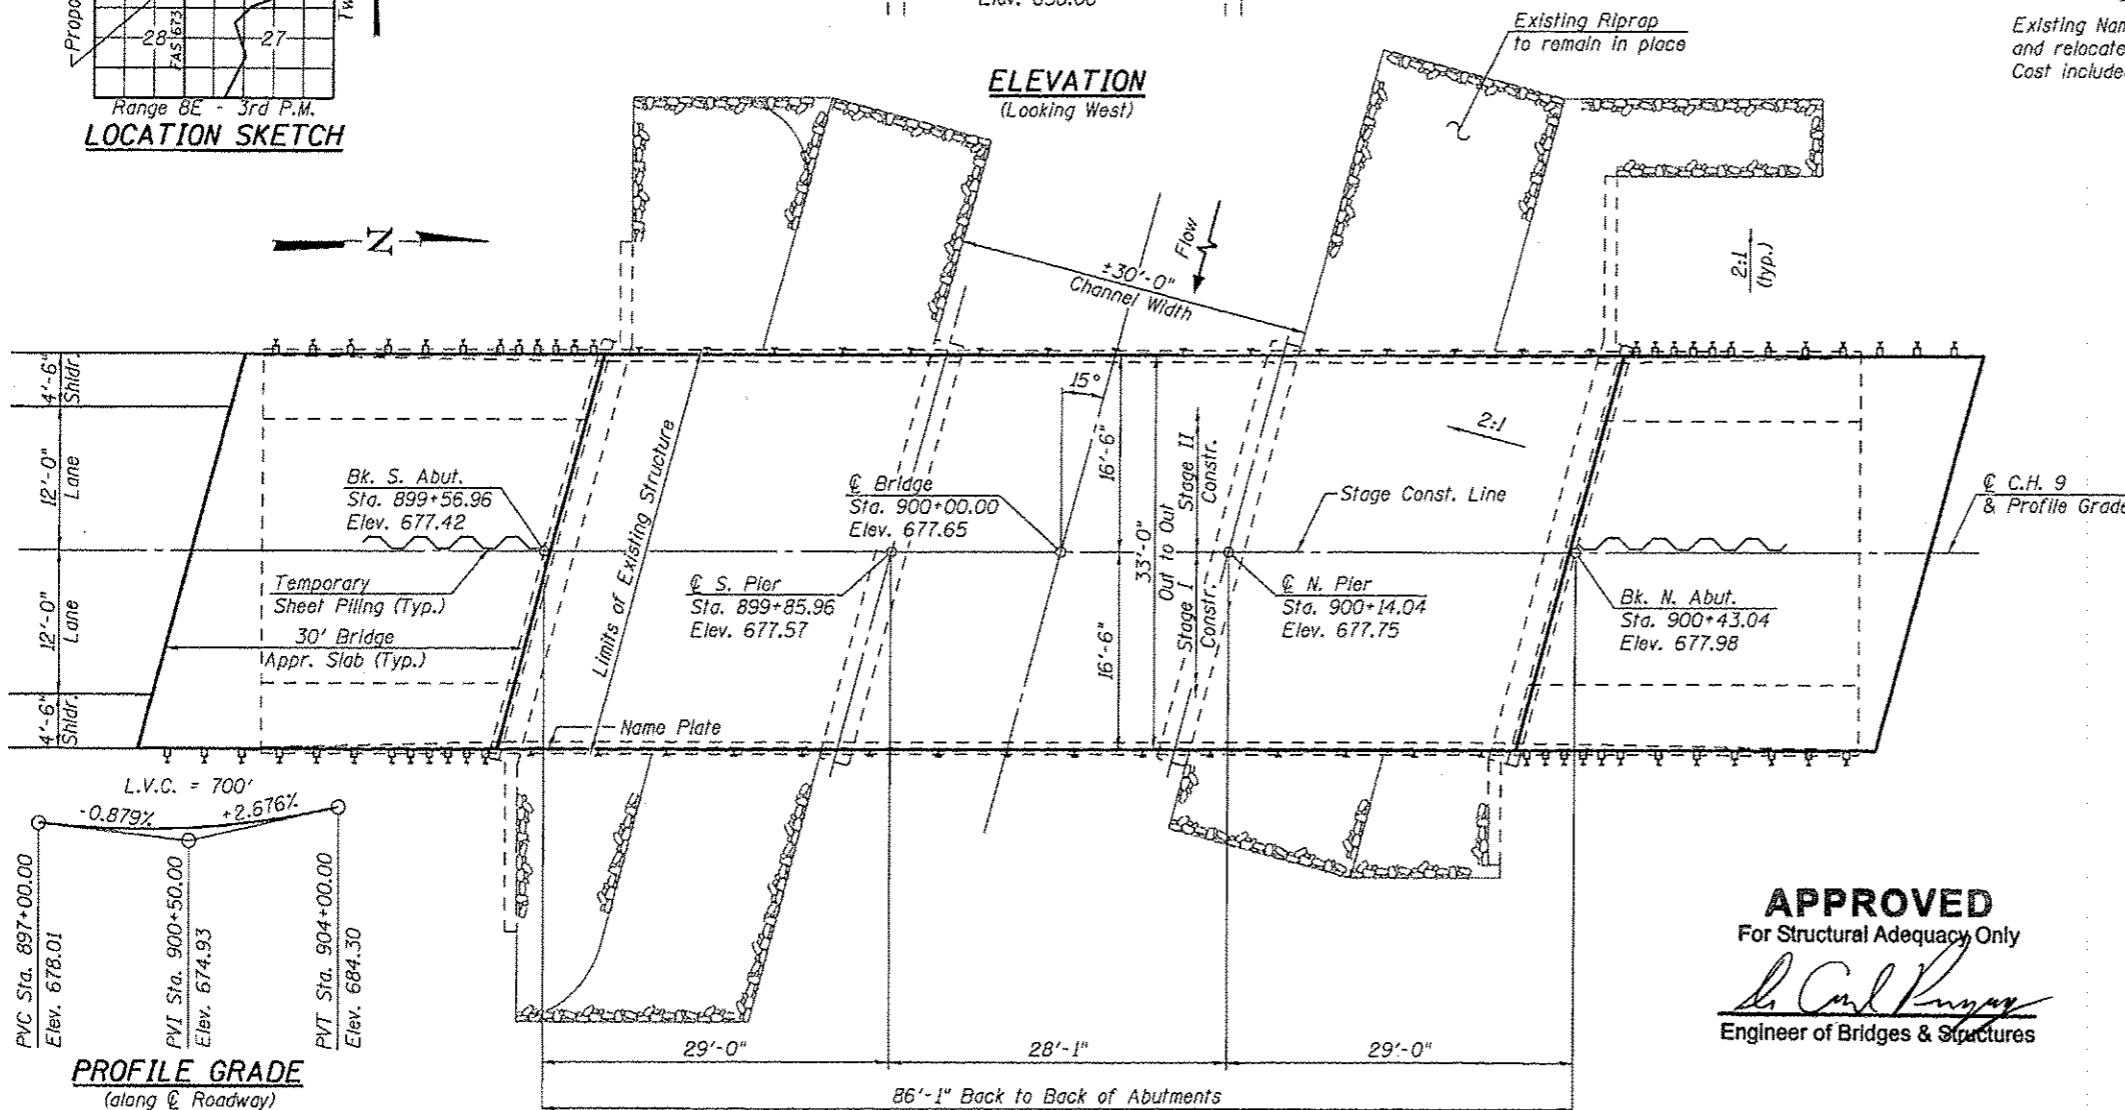 28
27
FAS 673
Range 8E - 3rd P.M.
LOCATION SKETCH
ELEVATION
(Looking West)
Existing Riprap
to remain in place
and relocate
N
±30'-0"
Channel Width
Flow
2:1
(typ.)
4'-6"
Shldr.
12'-0"
Lane
12'-0"
Lane
4'-6"
Shldr.
Bk. S. Abut.
Sta. 899+56.96
Elev. 677.42
Temporary
Sheet Piling (Typ.)
30' Bridge
Appr. Slab (Typ.)
Limits of Existing Structure
℄ S. Pier
Sta. 899+85.96
Elev. 677.57
℄ Bridge
Sta. 900+00.00
Elev. 677.65
15°
16'-6"
16'-6"
33'-0"
Out to Out
Stage II
Constr.
Stage I
Constr.
2:1
Stage Const. Line
℄ N. Pier
Sta. 900+14.04
Elev. 677.75
Bk. N. Abut.
Sta. 900+43.04
Elev. 677.98
℄ C.H. 9
& Profile Grade
Name Plate
L.V.C. = 700'
-0.879%
+2.676%
PVC Sta. 897+00.00
Elev. 678.01
PVI Sta. 900+50.00
Elev. 674.93
PVT Sta. 904+00.00
Elev. 684.30
PROFILE GRADE
(along ℄ Roadway)
29'-0"
28'-1"
29'-0"
86'-1" Back to Back of Abutments
APPROVED
For Structural Adequacy Only
Engineer of Bridges & Structures